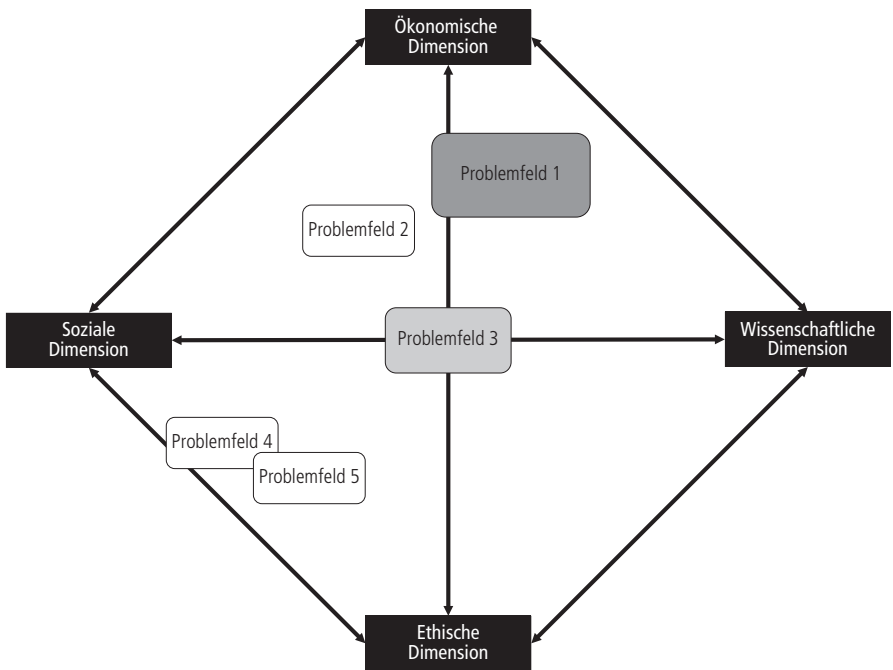 Ökonomische
Dimension
Problemfeld 1
Problemfeld 2
Soziale
Dimension
Problemfeld 3
Wissenschaftliche
Dimension
Problemfeld 4
Problemfeld 5
Ethische
Dimension